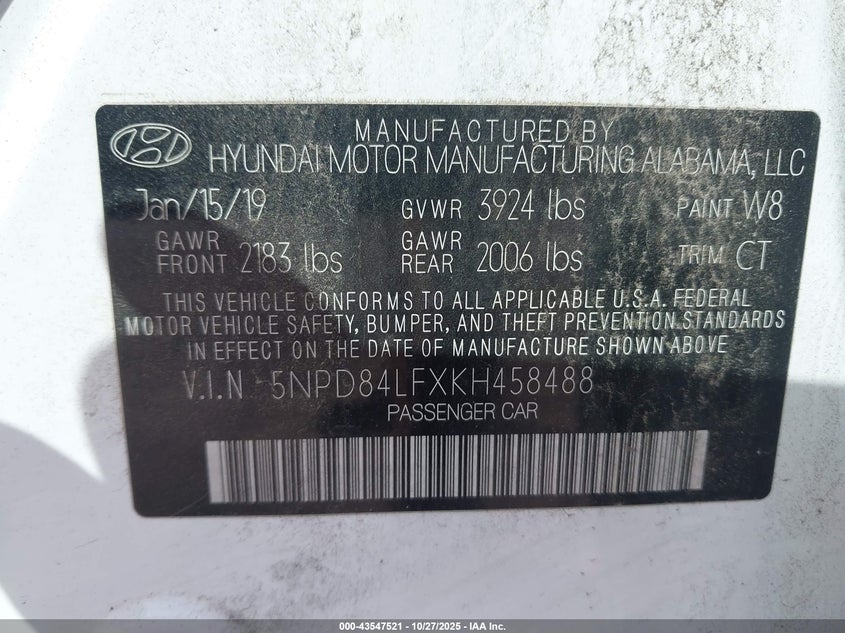 MANUFACTURED BY
HYUNDAI MOTOR MANUFACTURING ALABAMA, LLC
Jan/15/19 GVWR 3924 lbs PAINT W8
GAWR FRONT 2183 lbs GAWR REAR 2006 lbs TRIM CT
THIS VEHICLE CONFORMS TO ALL APPLICABLE U.S.A. FEDERAL
MOTOR VEHICLE SAFETY, BUMPER, AND THEFT PREVENTION STANDARDS
IN EFFECT ON THE DATE OF MANUFACTURE SHOWN ABOVE
V.I.N 5NPD84LFXKH458488
PASSENGER CAR
000-43547521 | 10/27/2025 - IAA Inc.